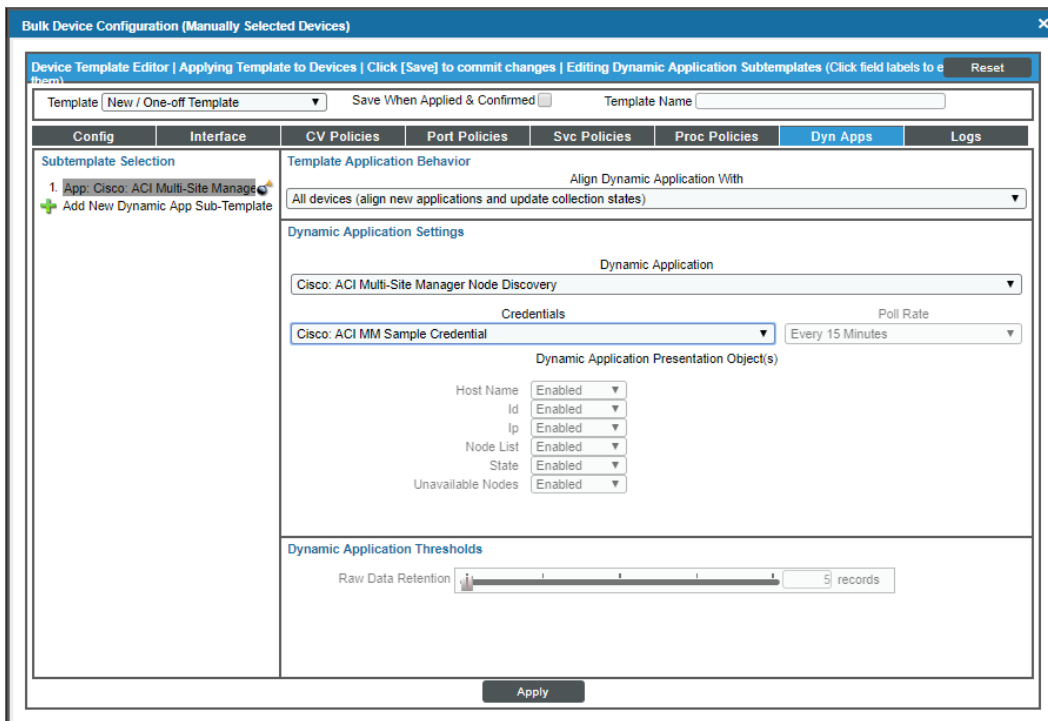 Bulk Device Configuration (Manually Selected Devices)
Device Template Editor | Applying Template to Devices | Click [Save] to commit changes | Editing Dynamic Application Subtemplates (Click field labels to e
them)
Reset
Template New / One-off Template Save When Applied & Confirmed Template Name
Config Interface CV Policies Port Policies Svc Policies Proc Policies Dyn Apps Logs
Subtemplate Selection
1. App: Cisco: ACI Multi-Site Manage
Add New Dynamic App Sub-Template
Template Application Behavior
Align Dynamic Application With
All devices (align new applications and update collection states)
Dynamic Application Settings
Dynamic Application
Cisco: ACI Multi-Site Manager Node Discovery
Credentials Poll Rate
Cisco: ACI MM Sample Credential Every 15 Minutes
Dynamic Application Presentation Object(s)
Host Name Enabled
Id Enabled
Ip Enabled
Node List Enabled
State Enabled
Unavailable Nodes Enabled
Dynamic Application Thresholds
Raw Data Retention 5 records
Apply